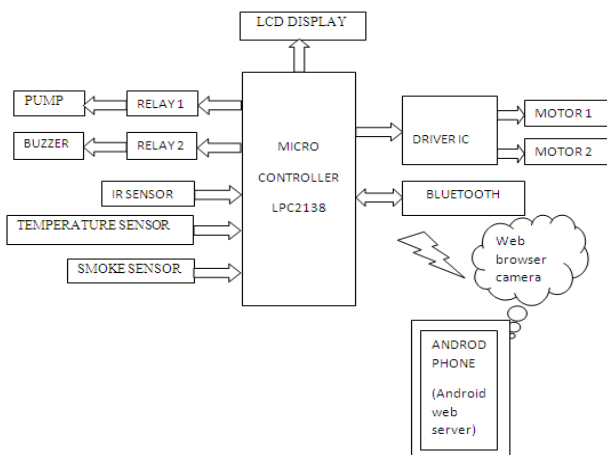 LCD DISPLAY
PUMP
RELAY 1
BUZZER
RELAY 2
IR SENSOR
TEMPERATURE SENSOR
SMOKE SENSOR
MICRO
CONTROLLER
LPC2138
DRIVER IC
MOTOR 1
MOTOR 2
BLUETOOTH
Web
browser
camera
ANDROD
PHONE
(Android
web
server)